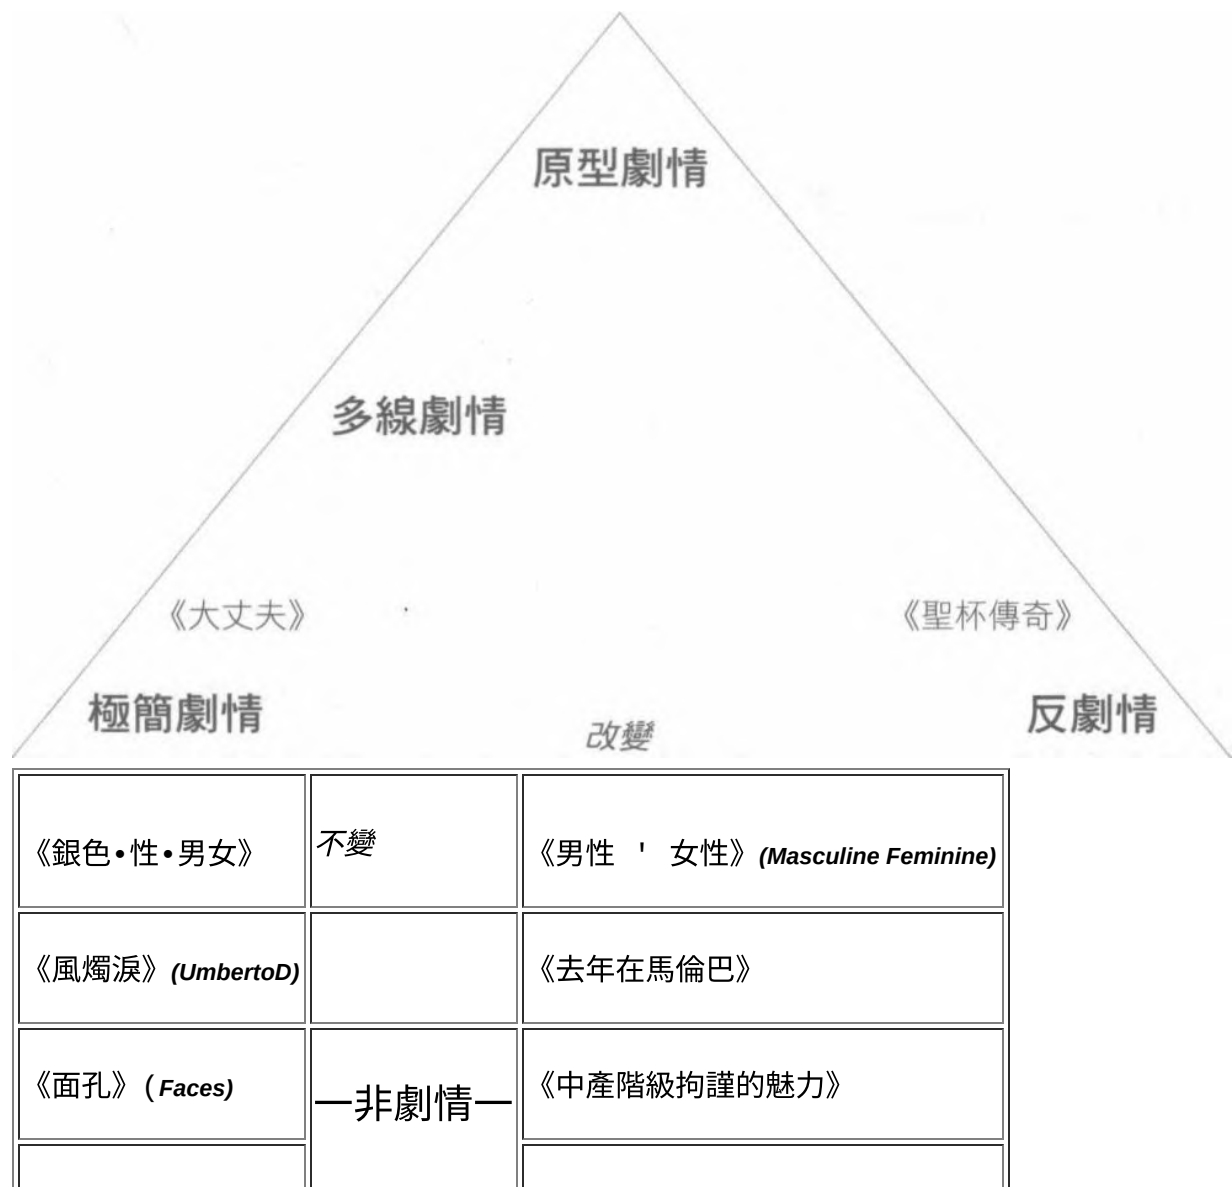 原型劇情
多線劇情
《大丈夫》 《聖杯傳奇》
極簡劇情 反劇情
改變
《銀色•性•男女》 不變 《男性 ' 女性》(Masculine Feminine)
《風燭淚》(UmbertoD) 《去年在馬倫巴》
《面孔》(Faces) 一非劇情一 《中產階級拘謹的魅力》